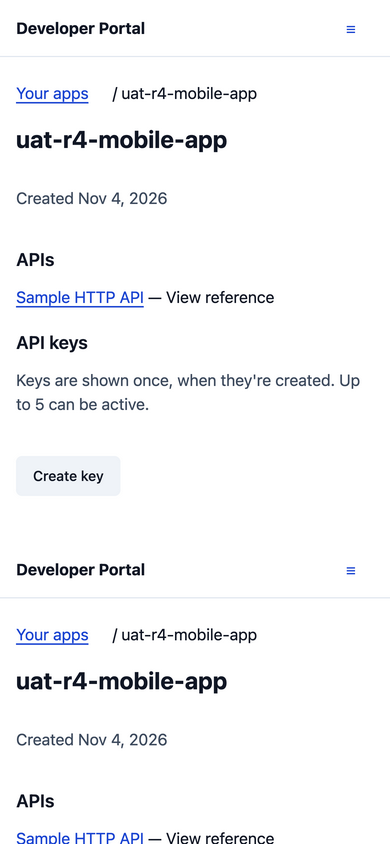 Developer Portal ≡
Your apps / uat-r4-mobile-app
uat-r4-mobile-app
Created Nov 4, 2026
APIs
Sample HTTP API — View reference
API keys
Keys are shown once, when they're created. Up
to 5 can be active.
Create key
Developer Portal ≡
Your apps / uat-r4-mobile-app
uat-r4-mobile-app
Created Nov 4, 2026
APIs
Sample HTTP API — View reference